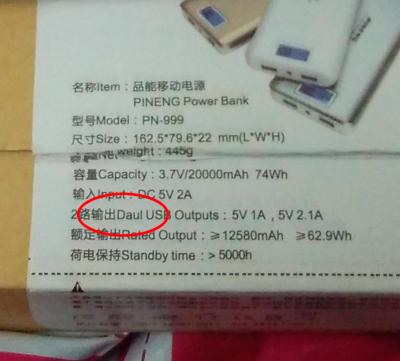 名称Item : 品能移动电源
PINENG Power Bank
型号Model : PN-999
尺寸Size : 162.5*79.6*22 mm(L*W*H)
weight : 445g
容量Capacity : 3.7V/20000mAh 74Wh
输入Input : DC 5V 2A
2路输出Daul USB Outputs : 5V 1A , 5V 2.1A
额定输出Rated Output : ≥12580mAh ≥62.9Wh
荷电保持Standby time : >5000h